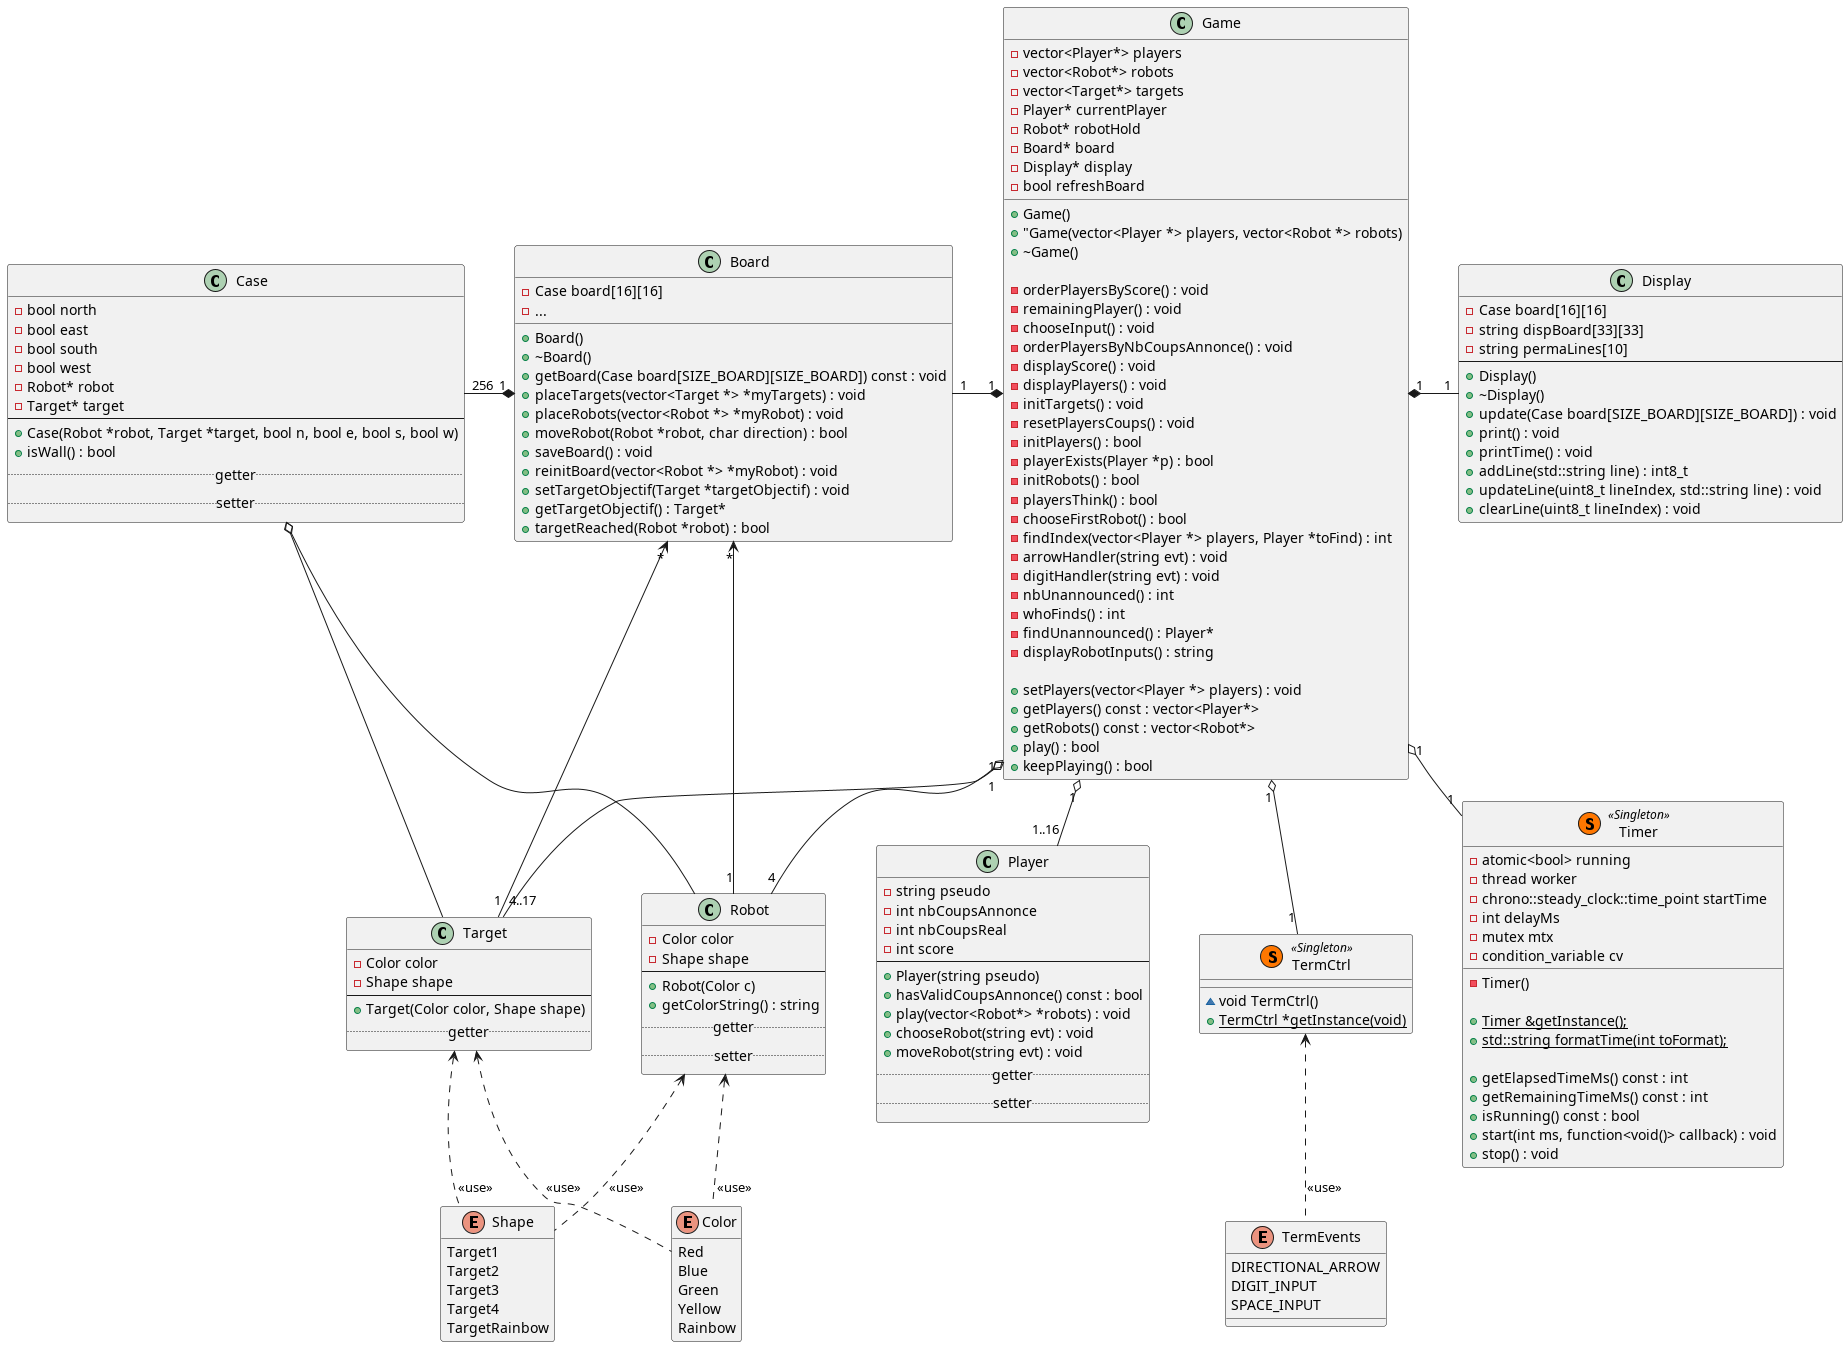 Game
vector<Player*> players
vector<Robot*> robots
vector<Target*> targets
Player* currentPlayer
Robot* robotHold
Board* board
Display* display
bool refreshBoard
Game()
"Game(vector<Player *> players, vector<Robot *> robots)
~Game()
orderPlayersByScore() : void
remainingPlayer() : void
chooseInput() : void
orderPlayersByNbCoupsAnnonce() : void
displayScore() : void
displayPlayers() : void
initTargets() : void
resetPlayersCoups() : void
initPlayers() : bool
playerExists(Player *p) : bool
initRobots() : bool
playersThink() : bool
chooseFirstRobot() : bool
findIndex(vector<Player *> players, Player *toFind) : int
arrowHandler(string evt) : void
digitHandler(string evt) : void
nbUnannounced() : int
whoFinds() : int
findUnannounced() : Player*
displayRobotInputs() : string
setPlayers(vector<Player *> players) : void
getPlayers() const : vector<Player*>
getRobots() const : vector<Robot*>
play() : bool
keepPlaying() : bool
Case
bool north
bool east
bool south
bool west
Robot* robot
Target* target
Case(Robot *robot, Target *target, bool n, bool e, bool s, bool w)
isWall() : bool
getter
setter
256 1
Board
Case board[16][16]
...
Board()
~Board()
getBoard(Case board[SIZE_BOARD][SIZE_BOARD]) const : void
placeTargets(vector<Target *> *myTargets) : void
placeRobots(vector<Robot *> *myRobot) : void
moveRobot(Robot *robot, char direction) : bool
saveBoard() : void
reinitBoard(vector<Robot *> *myRobot) : void
setTargetObjectif(Target *targetObjectif) : void
getTargetObjectif() : Target*
targetReached(Robot *robot) : bool
1 1
1 1
Display
Case board[16][16]
string dispBoard[33][33]
string permaLines[10]
Display()
~Display()
update(Case board[SIZE_BOARD][SIZE_BOARD]) : void
print() : void
printTime() : void
addLine(std::string line) : int8_t
updateLine(uint8_t lineIndex, std::string line) : void
clearLine(uint8_t lineIndex) : void
* *
1
1
1
1
1
1..16
1
1 4..17
1
4
1
Target
Color color
Shape shape
Target(Color color, Shape shape)
getter
Robot
Color color
Shape shape
Robot(Color c)
getColorString() : string
getter
setter
Player
string pseudo
int nbCoupsAnnonce
int nbCoupsReal
int score
Player(string pseudo)
hasValidCoupsAnnonce() const : bool
play(vector<Robot*> *robots) : void
chooseRobot(string evt) : void
moveRobot(string evt) : void
getter
setter
«Singleton»
TermCtrl
void TermCtrl()
TermCtrl *getInstance(void)
«Singleton»
Timer
atomic<bool> running
thread worker
chrono::steady_clock::time_point startTime
int delayMs
mutex mtx
condition_variable cv
Timer()
Timer &getInstance();
std::string formatTime(int toFormat);
getElapsedTimeMs() const : int
getRemainingTimeMs() const : int
isRunning() const : bool
start(int ms, function<void()> callback) : void
stop() : void
«use» «use» «use» «use» «use»
Shape
Target1
Target2
Target3
Target4
TargetRainbow
Color
Red
Blue
Green
Yellow
Rainbow
TermEvents
DIRECTIONAL_ARROW
DIGIT_INPUT
SPACE_INPUT